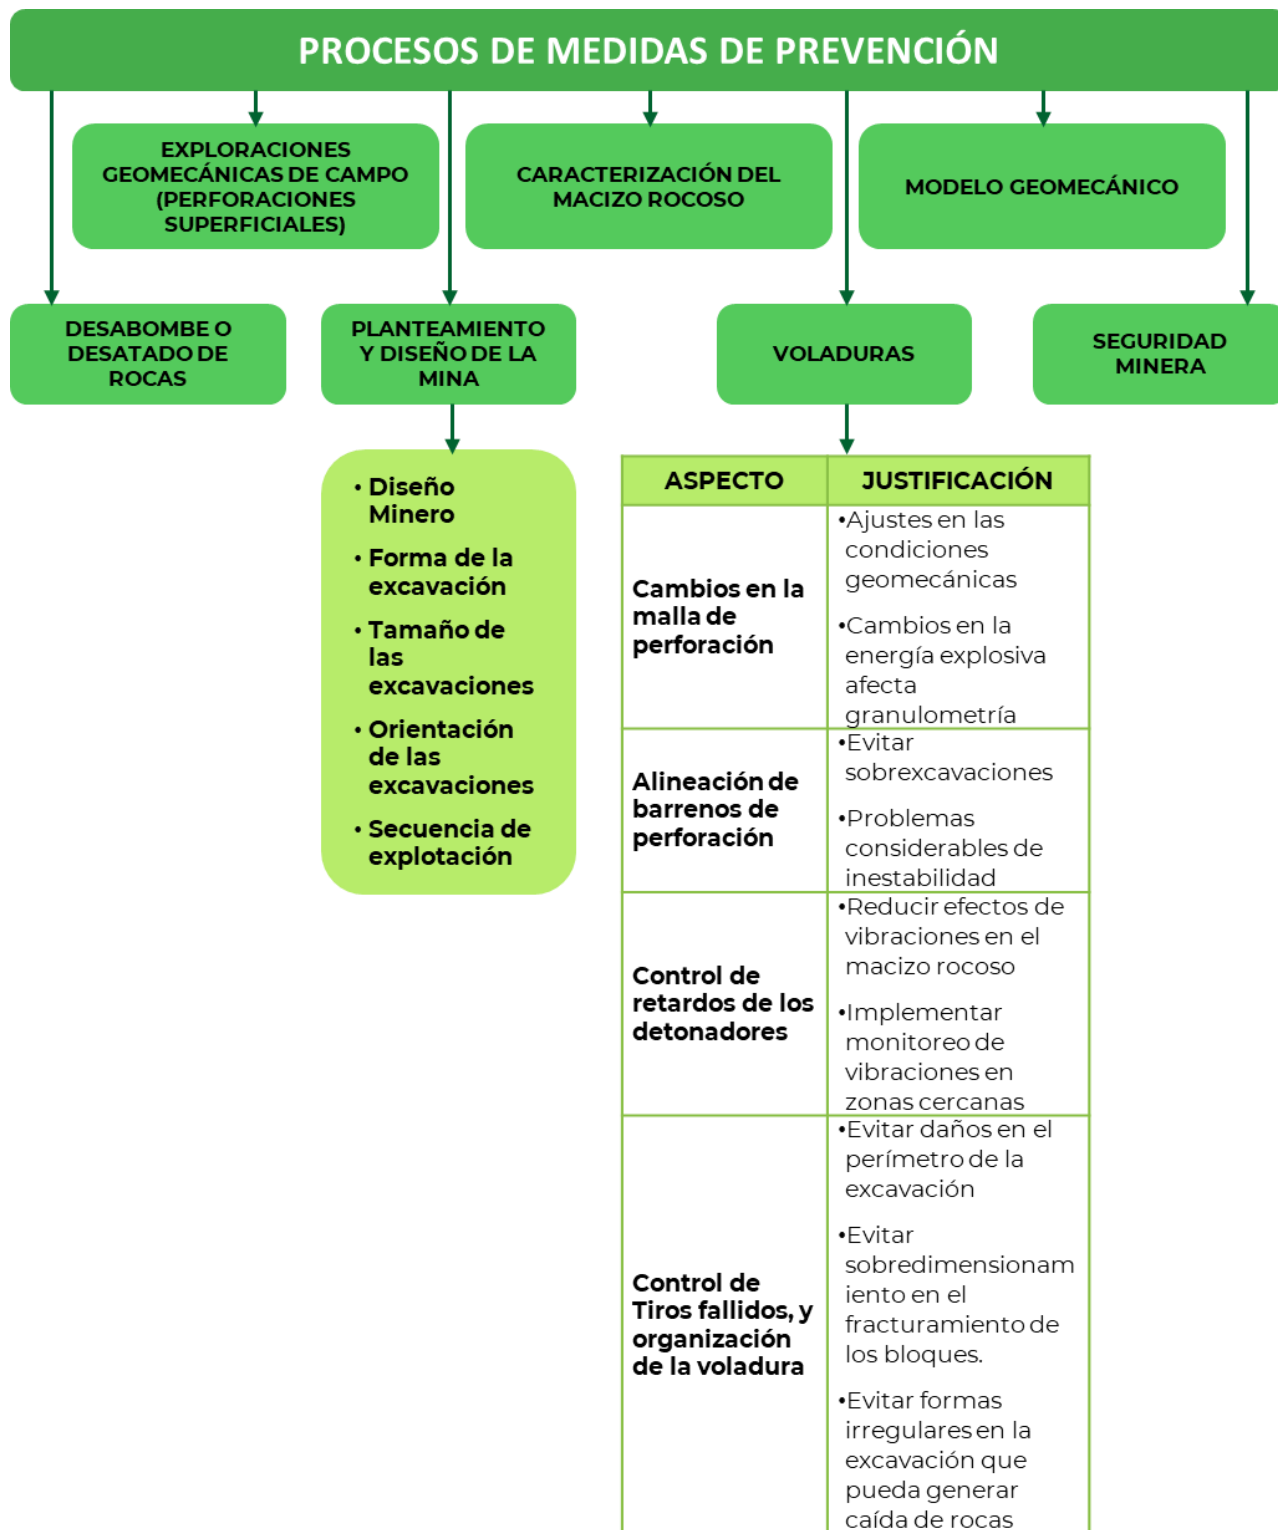 PROCESOS DE MEDIDAS DE PREVENCIÓN
EXPLORACIONES
GEOMECÁNICAS DE CAMPO
(PERFORACIONES
SUPERFICIALES)
CARACTERIZACIÓN DEL
MACIZO ROCOSO
MODELO GEOMECÁNICO
DESABOMBE O
DESATADO DE
ROCAS
PLANTEAMIENTO
Y DISEÑO DE LA
MINA
VOLADURAS
SEGURIDAD
MINERA
• Diseño
Minero
• Forma de la
excavación
• Tamaño de
las
excavaciones
• Orientación
de las
excavaciones
• Secuencia de
explotación
ASPECTO
JUSTIFICACIÓN
Cambios en la
malla de
perforación
•Ajustes en las
condiciones
geomecánicas
•Cambios en la
energía explosiva
afecta
granulometría
Alineación de
barrenos de
perforación
•Evitar
sobrexcavaciones
•Problemas
considerables de
inestabilidad
Control de
retardos de los
detonadores
•Reducir efectos de
vibraciones en el
macizo rocoso
•Implementar
monitoreo de
vibraciones en
zonas cercanas
Control de
Tiros fallidos, y
organización
de la voladura
•Evitar daños en el
perímetro de la
excavación
•Evitar
sobredimensionam
iento en el
fracturamiento de
los bloques.
•Evitar formas
irregulares en la
excavación que
pueda generar
caída de rocas